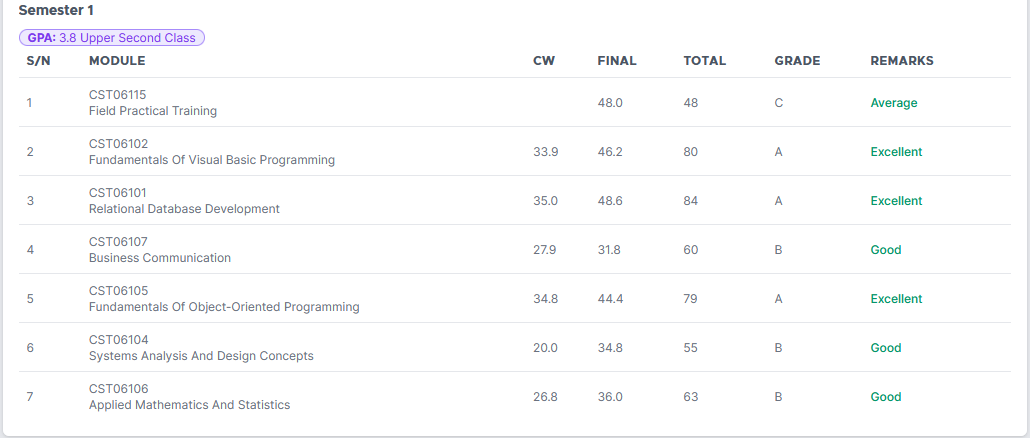 Semester 1
GPA: 3.8 Upper Second Class
S/N MODULE CW FINAL TOTAL GRADE REMARKS
1 CST06115 Field Practical Training 48.0 48 C Average
2 CST06102 Fundamentals Of Visual Basic Programming 33.9 46.2 80 A Excellent
3 CST06101 Relational Database Development 35.0 48.6 84 A Excellent
4 CST06107 Business Communication 27.9 31.8 60 B Good
5 CST06105 Fundamentals Of Object-Oriented Programming 34.8 44.4 79 A Excellent
6 CST06104 Systems Analysis And Design Concepts 20.0 34.8 55 B Good
7 CST06106 Applied Mathematics And Statistics 26.8 36.0 63 B Good